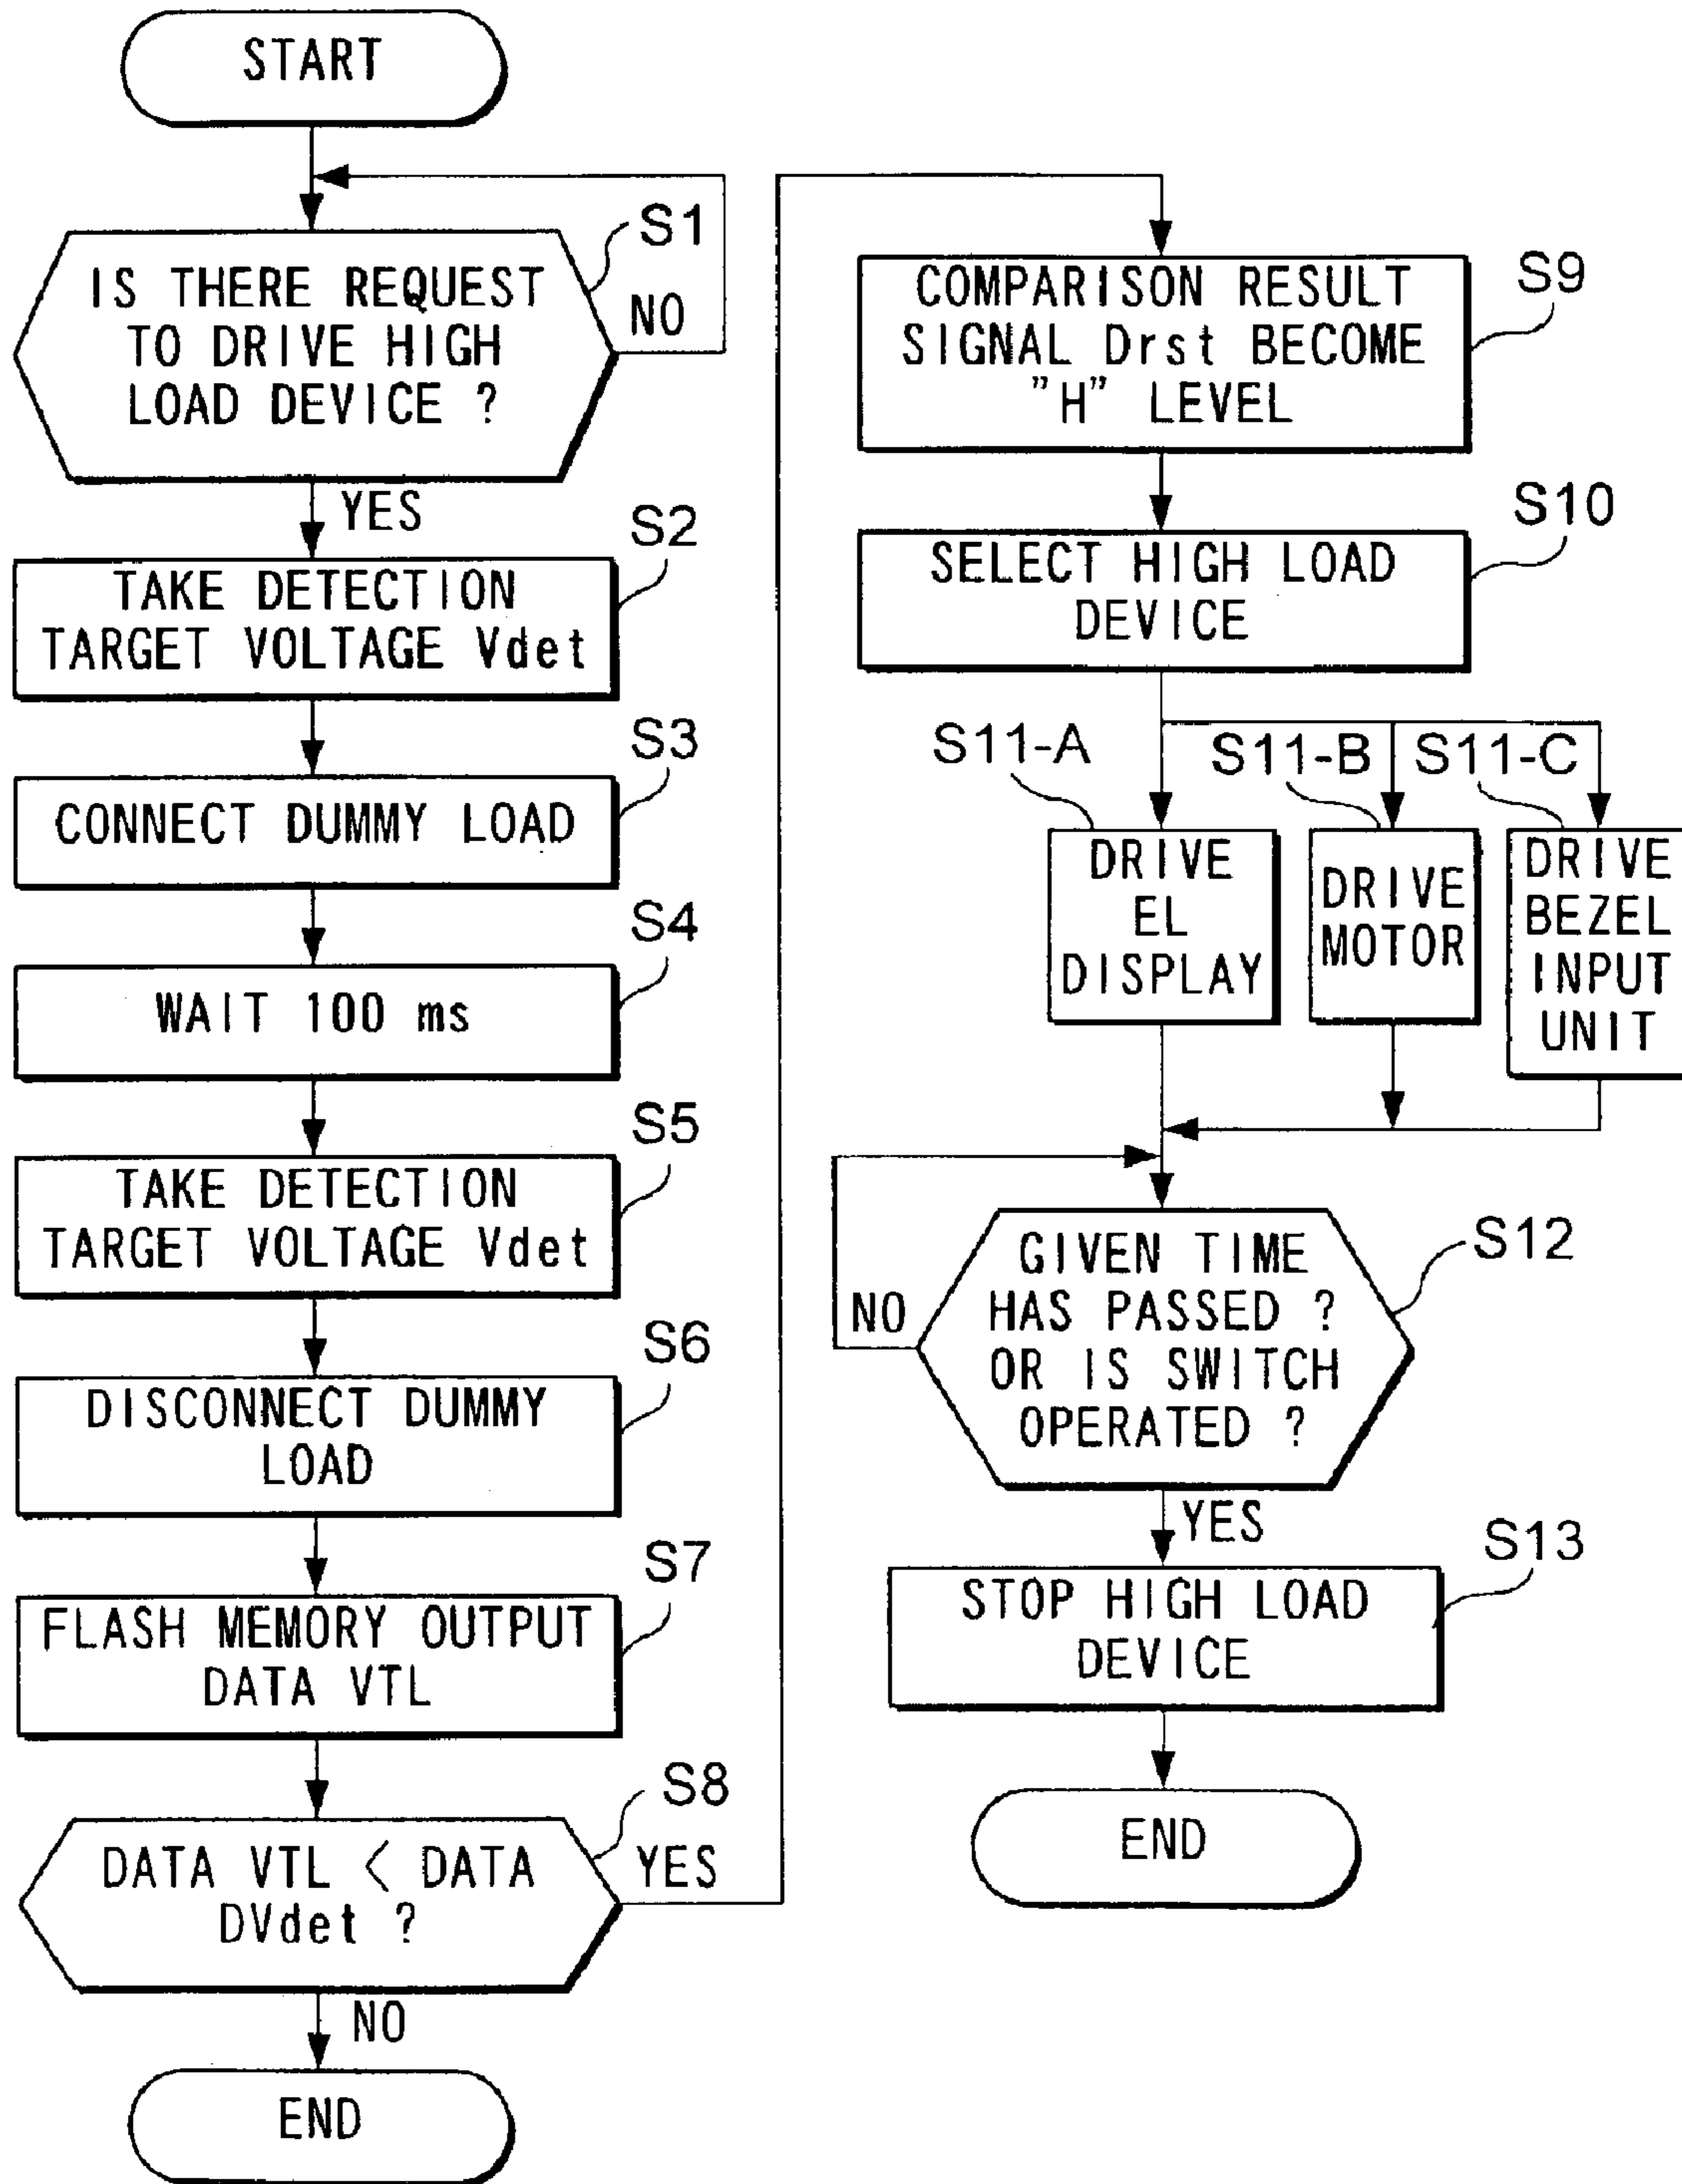 START
S1
IS THERE REQUEST
TO DRIVE HIGH
LOAD DEVICE ?
NO
YES
S2
TAKE DETECTION
TARGET VOLTAGE Vdet
S3
CONNECT DUMMY LOAD
S4
WAIT 100 ms
S5
TAKE DETECTION
TARGET VOLTAGE Vdet
S6
DISCONNECT DUMMY
LOAD
S7
FLASH MEMORY OUTPUT
DATA VTL
S8
DATA VTL < DATA
DVdet ?
YES
NO
END
S9
COMPARISON RESULT
SIGNAL Drst BECOME
"H" LEVEL
S10
SELECT HIGH LOAD
DEVICE
S11-A
DRIVE
EL
DISPLAY
S11-B
DRIVE
MOTOR
S11-C
DRIVE
BEZEL
INPUT
UNIT
S12
GIVEN TIME
HAS PASSED ?
OR IS SWITCH
OPERATED ?
NO
YES
S13
STOP HIGH LOAD
DEVICE
END